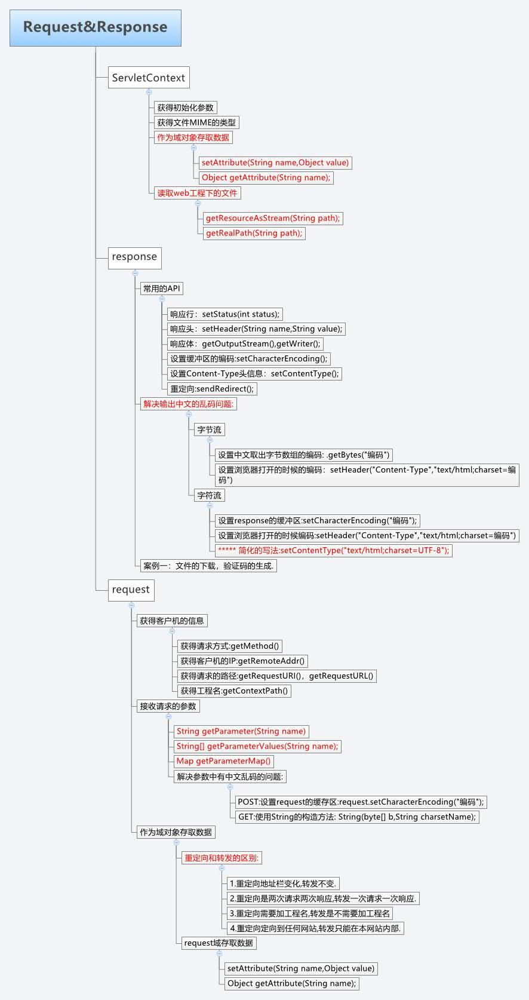 Request&Response
ServletContext
获得初始化参数
获得文件MIME的类型
作为域对象存取数据
setAttribute(String name,Object value)
Object getAttribute(String name);
读取web工程下的文件
getResourceAsStream(String path);
getRealPath(String path);
response
常用的API
响应行：setStatus(int status);
响应头：setHeader(String name,String value);
响应体：getOutputStream(),getWriter();
设置缓冲区的编码:setCharacterEncoding();
设置Content-Type头信息：setContentType();
重定向:sendRedirect();
解决输出中文的乱码问题:
字节流
设置中文取出字节数组的编码: .getBytes("编码")
设置浏览器打开的时候的编码：setHeader("Content-Type","text/html;charset=编
码")
字符流
设置response的缓冲区:setCharacterEncoding("编码");
设置浏览器打开的时候编码:setHeader("Content-Type","text/html;charset=编码")
***** 简化的写法:setContentType("text/html;charset=UTF-8");
案例一：文件的下载，验证码的生成.
request
获得客户机的信息
获得请求方式:getMethod()
获得客户机的IP:getRemoteAddr()
获得请求的路径:getRequestURI()，getRequestURL()
获得工程名:getContextPath()
接收请求的参数
String getParameter(String name)
String[] getParameterValues(String name);
Map getParameterMap()
解决参数中有中文乱码的问题:
POST:设置request的缓存区:request.setCharacterEncoding("编码");
GET:使用String的构造方法: String(byte[] b,String charsetName);
作为域对象存取数据
重定向和转发的区别:
1.重定向地址栏变化,转发不变.
2.重定向是两次请求两次响应,转发一次请求一次响应.
3.重定向需要加工程名,转发是不需要加工程名
4.重定向定向到任何网站,转发只能在本网站内部.
request域存取数据
setAttribute(String name,Object value)
Object getAttribute(String name);